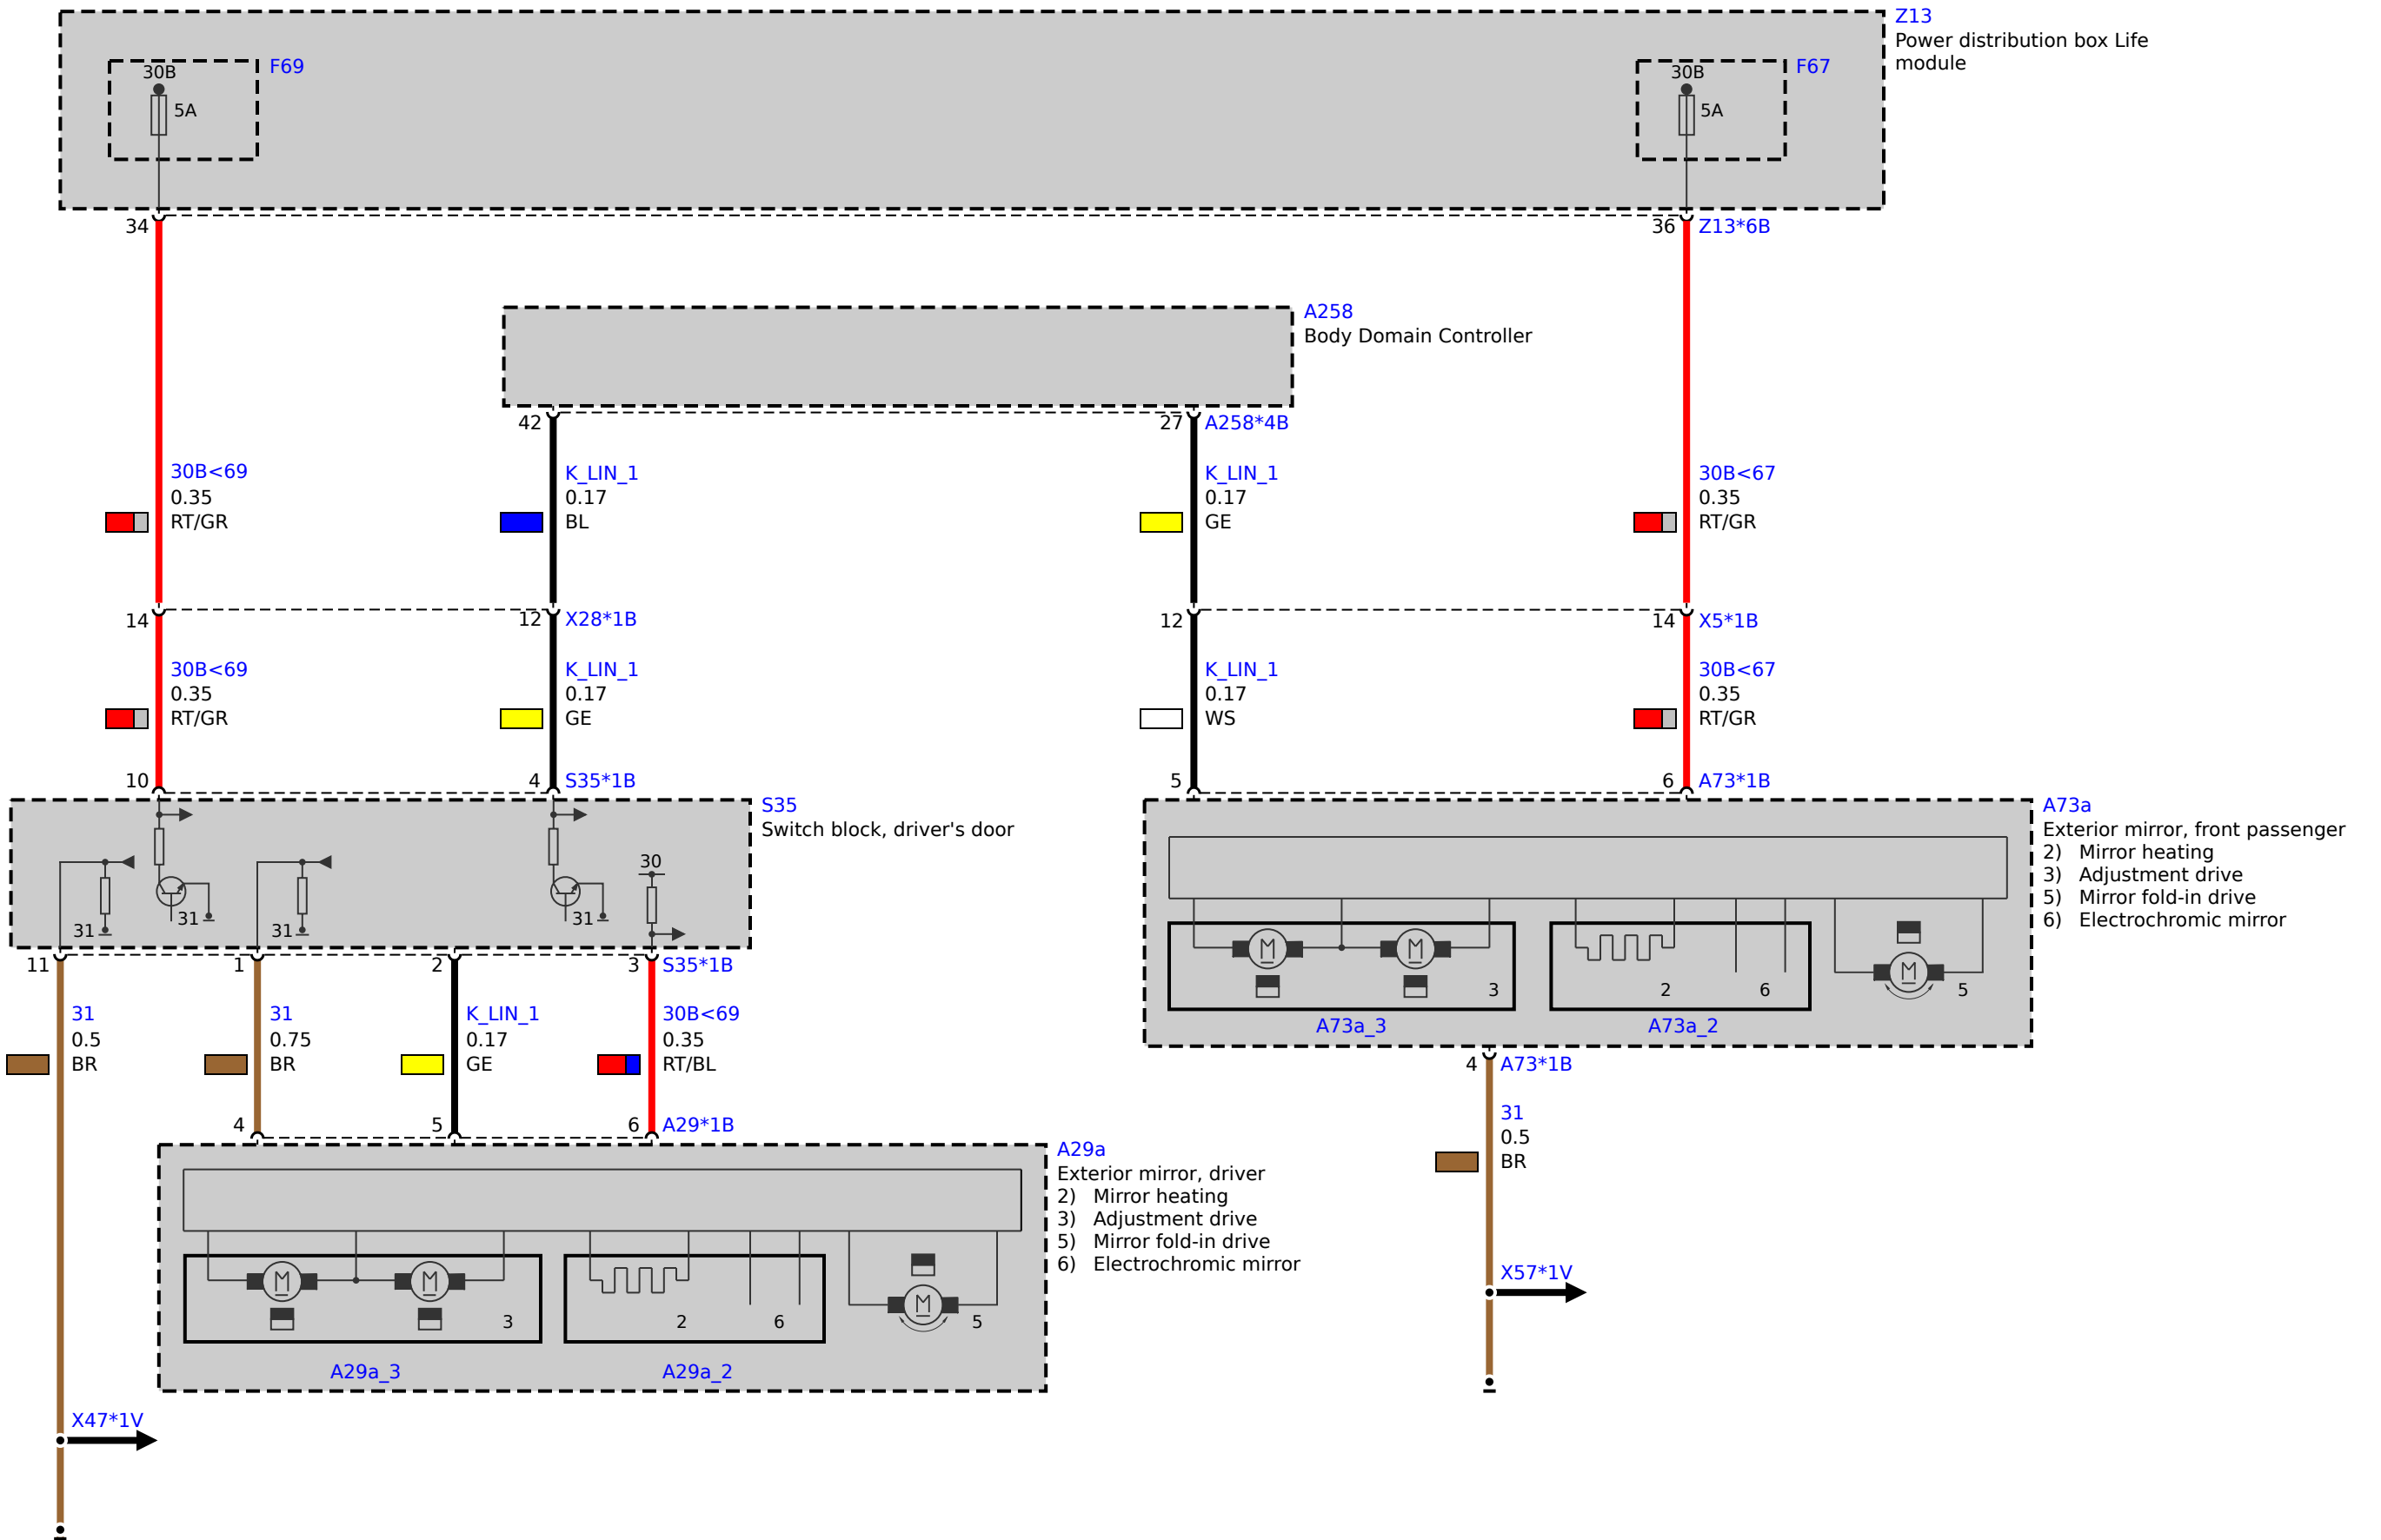 Z13
Power distribution box Life
module
30B
F69
5A
30B
F67
5A
34
36
Z13*6B
A258
Body Domain Controller
42
27
A258*4B
30B<69
0.35
RT/GR
K_LIN_1
0.17
BL
K_LIN_1
0.17
GE
30B<67
0.35
RT/GR
14
12
X28*1B
12
14
X5*1B
30B<69
0.35
RT/GR
K_LIN_1
0.17
GE
K_LIN_1
0.17
WS
30B<67
0.35
RT/GR
10
4
S35*1B
5
6
A73*1B
S35
Switch block, driver's door
30
31
31
31
31
A73a
Exterior mirror, front passenger
2) Mirror heating
3) Adjustment drive
5) Mirror fold-in drive
6) Electrochromic mirror
M
M
M
3
2
6
5
A73a_3
A73a_2
11
1
2
3
S35*1B
31
0.5
BR
31
0.75
BR
K_LIN_1
0.17
GE
30B<69
0.35
RT/BL
4
A73*1B
31
0.5
BR
4
5
6
A29*1B
A29a
Exterior mirror, driver
2) Mirror heating
3) Adjustment drive
5) Mirror fold-in drive
6) Electrochromic mirror
M
M
M
3
2
6
5
A29a_3
A29a_2
X57*1V
X47*1V